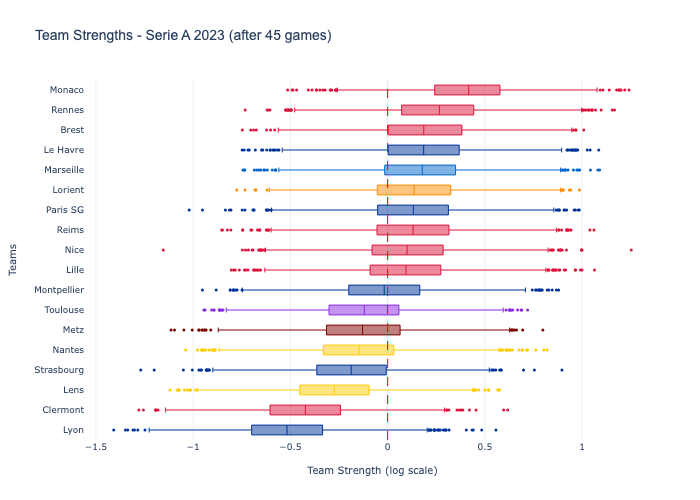 Team Strengths - Serie A 2023 (after 45 games)
Monaco
Rennes
Brest
Le Havre
Marseille
Lorient
Paris SG
Reims
Nice
Lille
Montpellier
Toulouse
Metz
Nantes
Strasbourg
Lens
Clermont
Lyon
Teams
−1.5 −1 −0.5 0 0.5 1
Team Strength (log scale)